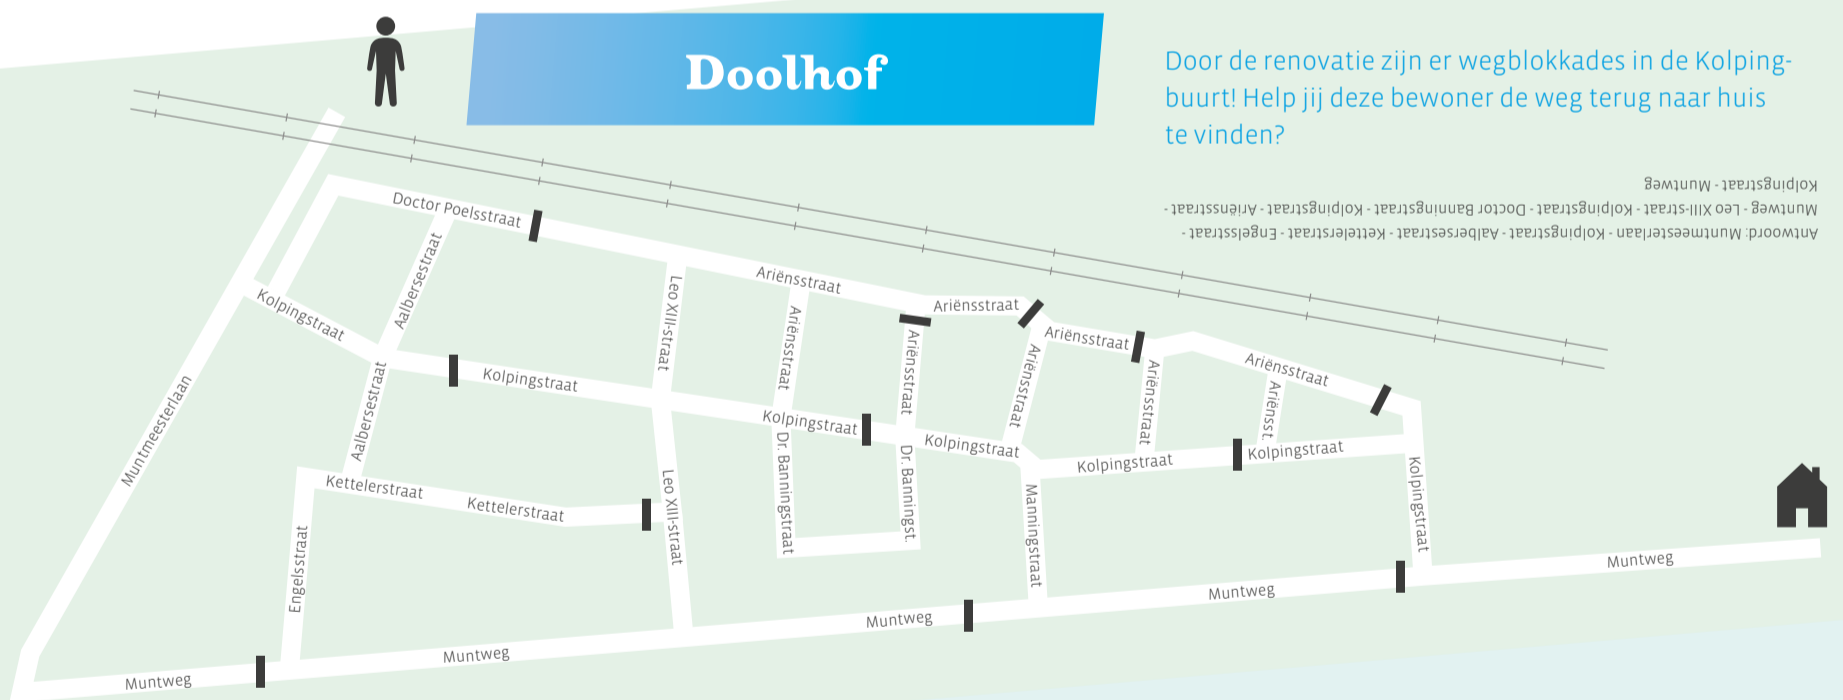 Doolhof
Door de renovatie zijn er wegblokkades in de Kolping-
buurt! Help jij deze bewoner de weg terug naar huis
te vinden?
Antwoord: Muntmeesterlaan - Kolpingstraat - Aalbersestraat - Kettelerstraat - Engelsstraat -
Muntweg - Leo XIII-straat - Kolpingstraat - Doctor Banningstraat - Kolpingstraat - Ariënsstraat -
Kolpingstraat - Muntweg
Doctor Poelsstraat
Aalbersestraat
Kolpingstraat
Muntmeesterlaan
Aalbersestraat
Kolpingstraat
Kettelerstraat
Kettelerstraat
Engelsstraat
Leo XIII-straat
Leo XIII-straat
Ariënsstraat
Ariënsstraat
Kolpingstraat
Dr. Banningstraat
Ariënsstraat
Ariënsstraat
Dr. Banningst.
Kolpingstraat
Ariënsstraat
Ariënsstraat
Manningstraat
Kolpingstraat
Ariënsstraat
Ariënsstraat
Ariënsst.
Kolpingstraat
Kolpingstraat
Muntweg
Muntweg
Muntweg
Muntweg
Muntweg